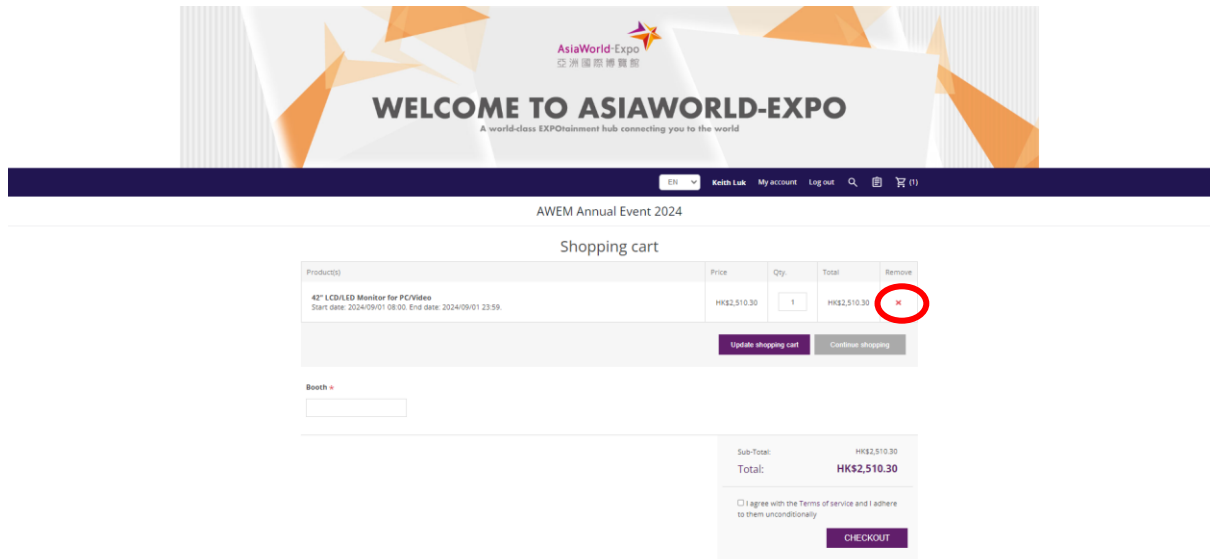 AsiaWorld-Expo
亞洲國際博覽館
WELCOME TO ASIAWORLD-EXPO
A world-class EXPOtainment hub connecting you to the world
EN Keith Luk My account Log out (1)
AWEM Annual Event 2024
Shopping cart
Product(s) Price Qty. Total Remove
42" LCD/LED Monitor for PC/Video
Start date: 2024/09/01 08:00. End date: 2024/09/01 23:59.
HK$2,510.30 1 HK$2,510.30
Update shopping cart Continue shopping
Booth *
Sub-Total: HK$2,510.30
Total: HK$2,510.30
I agree with the Terms of service and I adhere
to them unconditionally
CHECKOUT